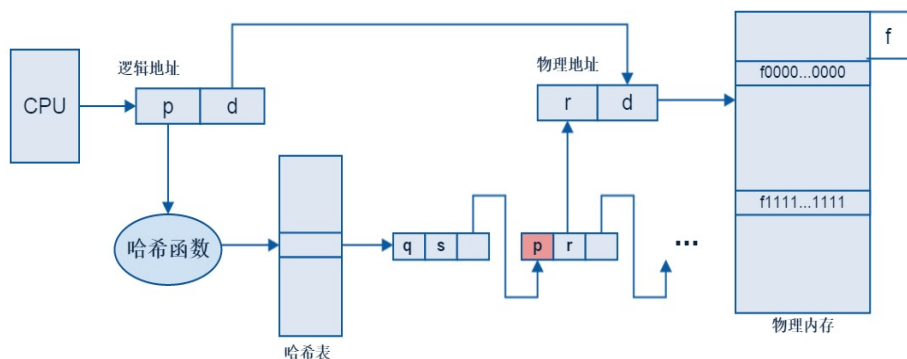 CPU
逻辑地址
p d
哈希函数
哈希表
q s
p r
...
物理地址
r d
f
f0000...0000
f1111...1111
物理内存